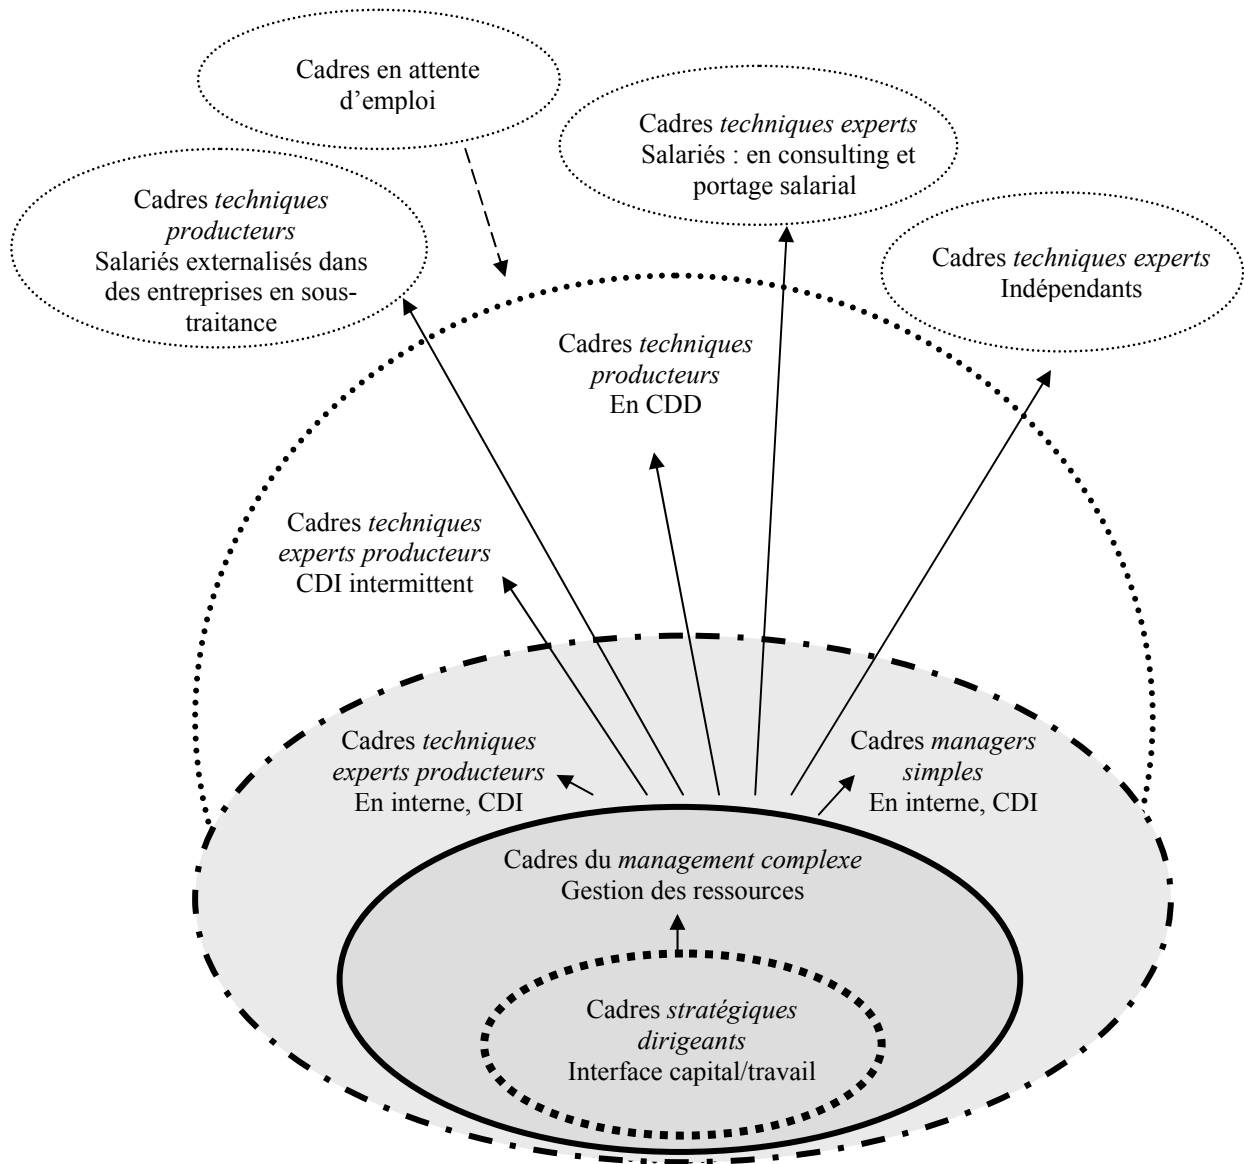 Cadres en attente
d’emploi
Cadres techniques experts
Salariés : en consulting et
portage salarial
Cadres techniques
producteurs
Salariés externalisés dans
des entreprises en sous-
traitance
Cadres techniques experts
Indépendants
Cadres techniques
producteurs
En CDD
Cadres techniques
experts producteurs
CDI intermittent
Cadres techniques
experts producteurs
En interne, CDI
Cadres managers
simples
En interne, CDI
Cadres du management complexe
Gestion des ressources
Cadres stratégiques
dirigeants
Interface capital/travail